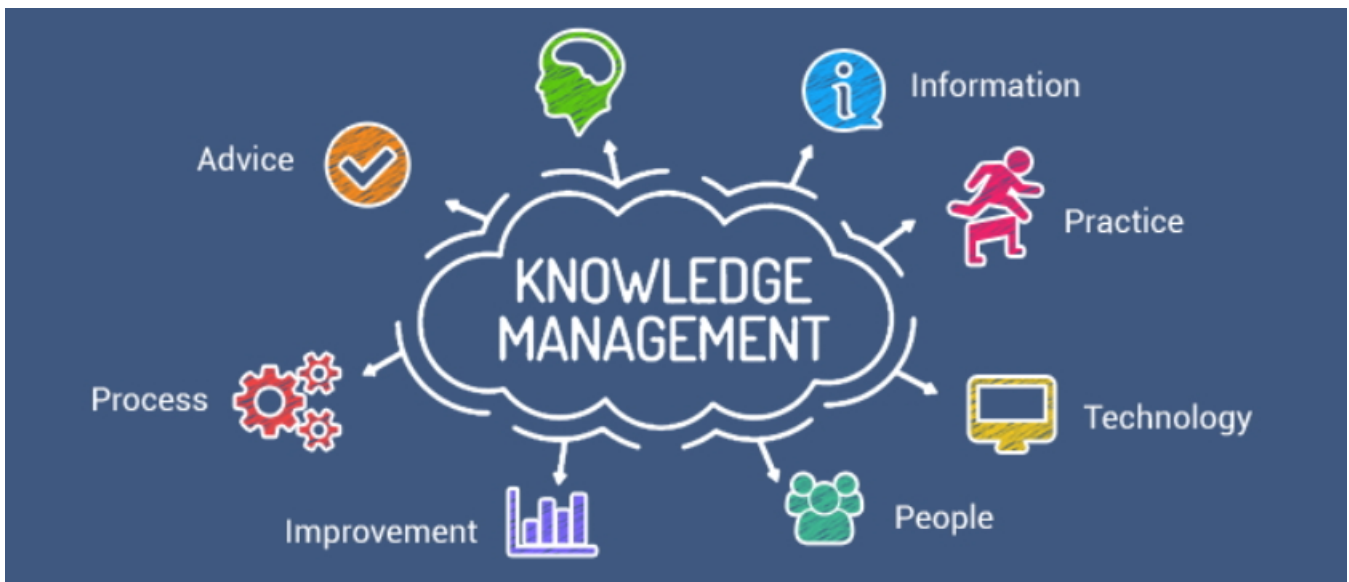 Information
Advice
Practice
KNOWLEDGE
MANAGEMENT
Process
Technology
People
Improvement